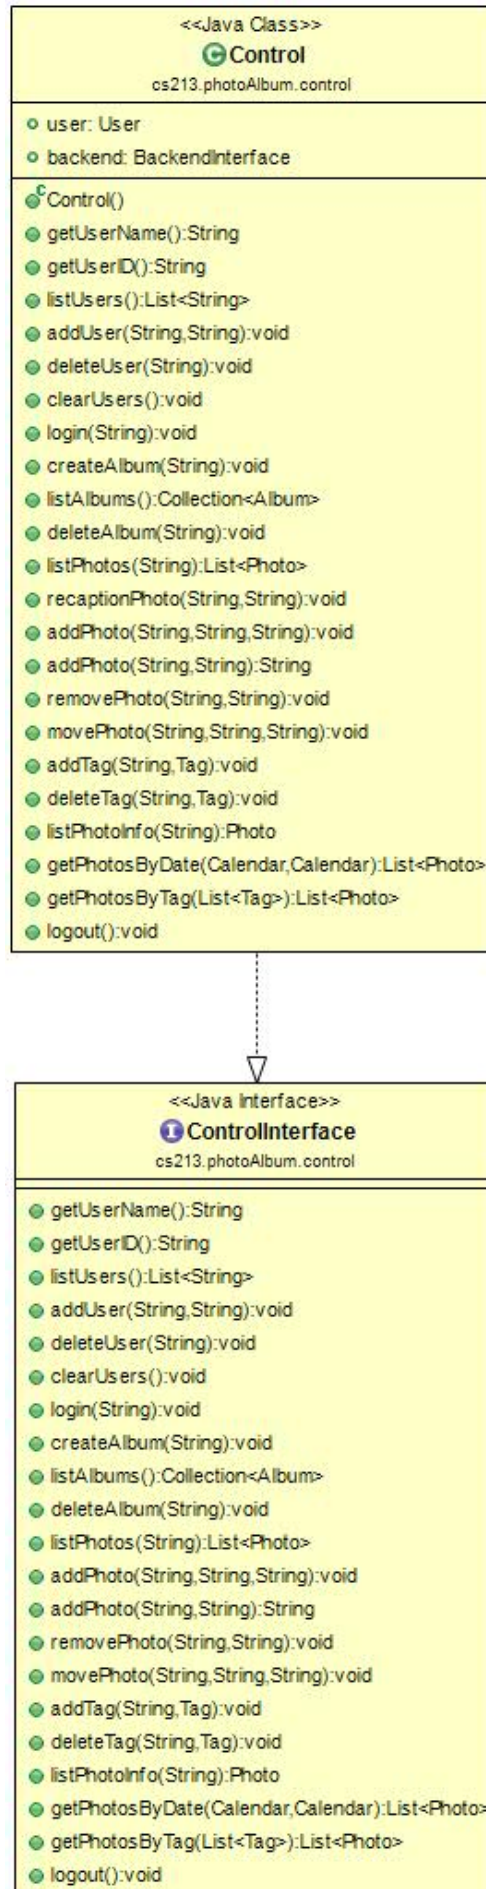 <<Java Class>>
C Control
cs213.photoAlbum.control
user: User
backend: BackendInterface
C Control()
getUserName():String
getUserID():String
listUsers():List<String>
addUser(String,String):void
deleteUser(String):void
clearUsers():void
login(String):void
createAlbum(String):void
listAlbums():Collection<Album>
deleteAlbum(String):void
listPhotos(String):List<Photo>
recaptionPhoto(String,String):void
addPhoto(String,String,String):void
addPhoto(String,String):String
removePhoto(String,String):void
movePhoto(String,String,String):void
addTag(String,Tag):void
deleteTag(String,Tag):void
listPhotoInfo(String):Photo
getPhotosByDate(Calendar,Calendar):List<Photo>
getPhotosByTag(List<Tag>):List<Photo>
logout():void
<<Java Interface>>
I ControlInterface
cs213.photoAlbum.control
getUserName():String
getUserID():String
listUsers():List<String>
addUser(String,String):void
deleteUser(String):void
clearUsers():void
login(String):void
createAlbum(String):void
listAlbums():Collection<Album>
deleteAlbum(String):void
listPhotos(String):List<Photo>
addPhoto(String,String,String):void
addPhoto(String,String):String
removePhoto(String,String):void
movePhoto(String,String,String):void
addTag(String,Tag):void
deleteTag(String,Tag):void
listPhotoInfo(String):Photo
getPhotosByDate(Calendar,Calendar):List<Photo>
getPhotosByTag(List<Tag>):List<Photo>
logout():void